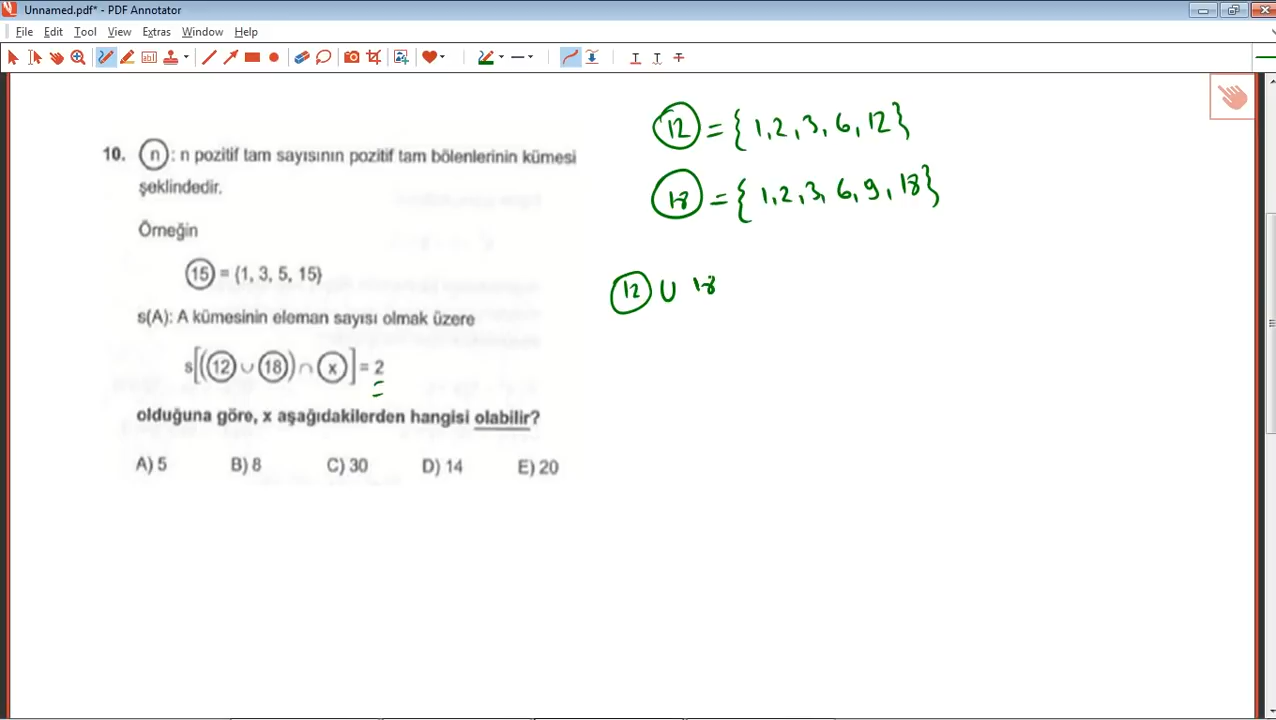 Unnamed.pdf* - PDF Annotator
File Edit Tool View Extras Window Help
10. n : n pozitif tam sayısının pozitif tam bölenlerinin kümesi
şeklindedir.
Örneğin
15 = {1, 3, 5, 15}
s(A): A kümesinin eleman sayısı olmak üzere
s[(12 ∪ 18) ∩ x] = 2
olduğuna göre, x aşağıdakilerden hangisi olabilir?
A) 5 B) 8 C) 30 D) 14 E) 20
12 = {1, 2, 3, 6, 12}
18 = {1, 2, 3, 6, 9, 18}
12 ∪ 18